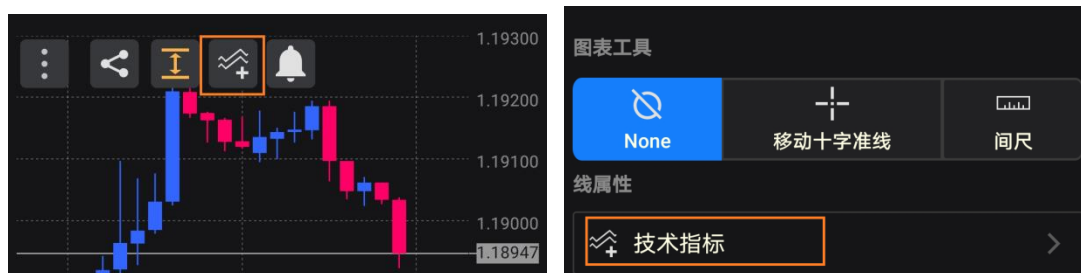 1.19300
1.19200
1.19100
1.19000
1.18947
图表工具
None
移动十字准线
间尺
线属性
技术指标